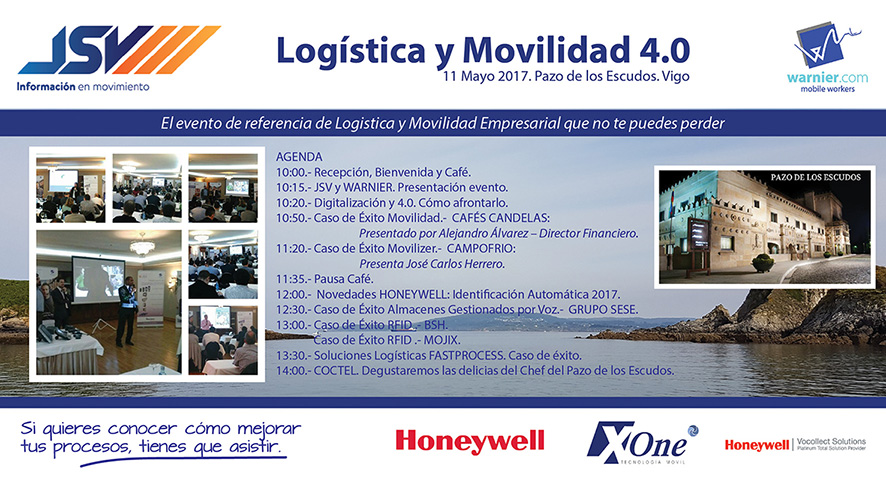 JSV
Información en movimiento
Logística y Movilidad 4.0
11 Mayo 2017. Pazo de los Escudos. Vigo
warnier.com
mobile workers
El evento de referencia de Logistica y Movilidad Empresarial que no te puedes perder
AGENDA
10:00.- Recepción, Bienvenida y Café.
10:15.- JSV y WARNIER. Presentación evento.
10:20.- Digitalización y 4.0. Cómo afrontarlo.
10:50.- Caso de Éxito Movilidad.- CAFÉS CANDELAS:
Presentado por Alejandro Álvarez – Director Financiero.
11:20.- Caso de Éxito Movilizer.- CAMPOFRIO:
Presenta José Carlos Herrero.
11:35.- Pausa Café.
12:00.- Novedades HONEYWELL: Identificación Automática 2017.
12:30.- Caso de Éxito Almacenes Gestionados por Voz.- GRUPO SESE.
13:00.- Caso de Éxito RFID .- BSH.
Caso de Éxito RFID .- MOJIX.
13:30.- Soluciones Logísticas FASTPROCESS. Caso de éxito.
14:00.- COCTEL. Degustaremos las delicias del Chef del Pazo de los Escudos.
PAZO DE LOS ESCUDOS
Si quieres conocer cómo mejorar
tus procesos, tienes que asistir.
Honeywell
XOne
TECNOLOGÍA MÓVIL
Honeywell | Vocollect Solutions
Platinum Total Solution Provider